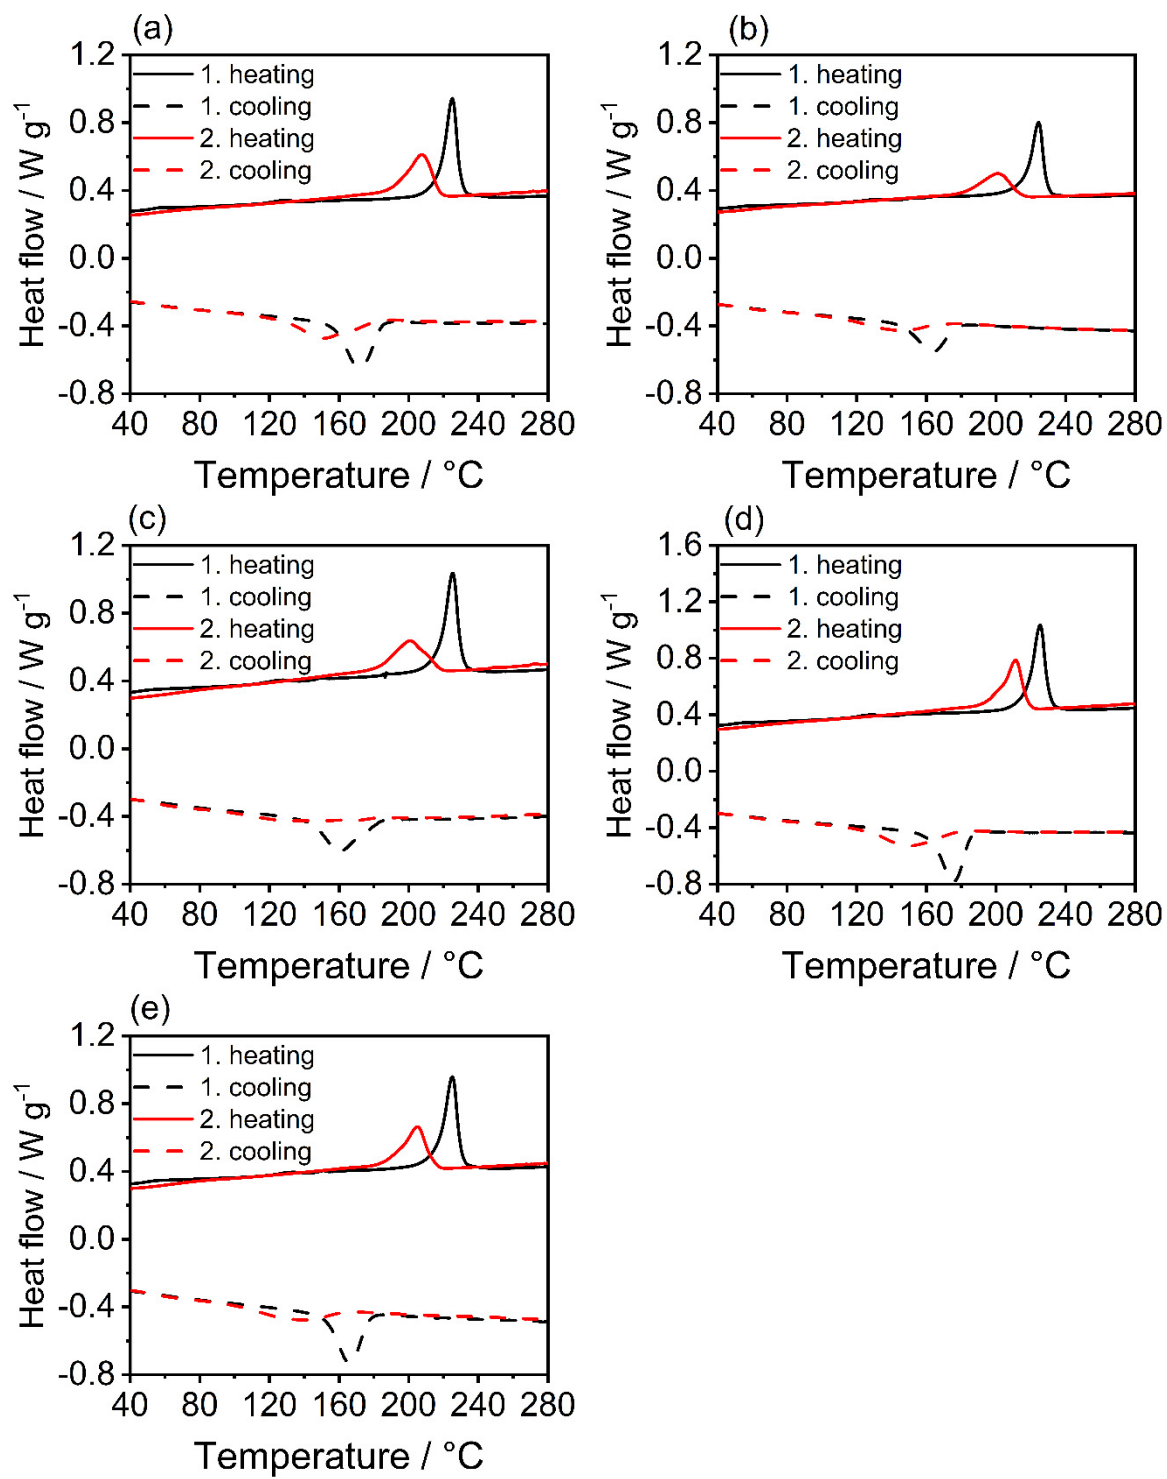 (a)
1.2
0.8
0.4
0.0
-0.4
-0.8
Heat flow / W g⁻¹
1. heating
1. cooling
2. heating
2. cooling
40 80 120 160 200 240 280
Temperature / °C
(b)
1.2
0.8
0.4
0.0
-0.4
-0.8
Heat flow / W g⁻¹
1. heating
1. cooling
2. heating
2. cooling
40 80 120 160 200 240 280
Temperature / °C
(c)
1.2
0.8
0.4
0.0
-0.4
-0.8
Heat flow / W g⁻¹
1. heating
1. cooling
2. heating
2. cooling
40 80 120 160 200 240 280
Temperature / °C
(d)
1.6
1.2
0.8
0.4
0.0
-0.4
-0.8
Heat flow / W g⁻¹
1. heating
1. cooling
2. heating
2. cooling
40 80 120 160 200 240 280
Temperature / °C
(e)
1.2
0.8
0.4
0.0
-0.4
-0.8
Heat flow / W g⁻¹
1. heating
1. cooling
2. heating
2. cooling
40 80 120 160 200 240 280
Temperature / °C